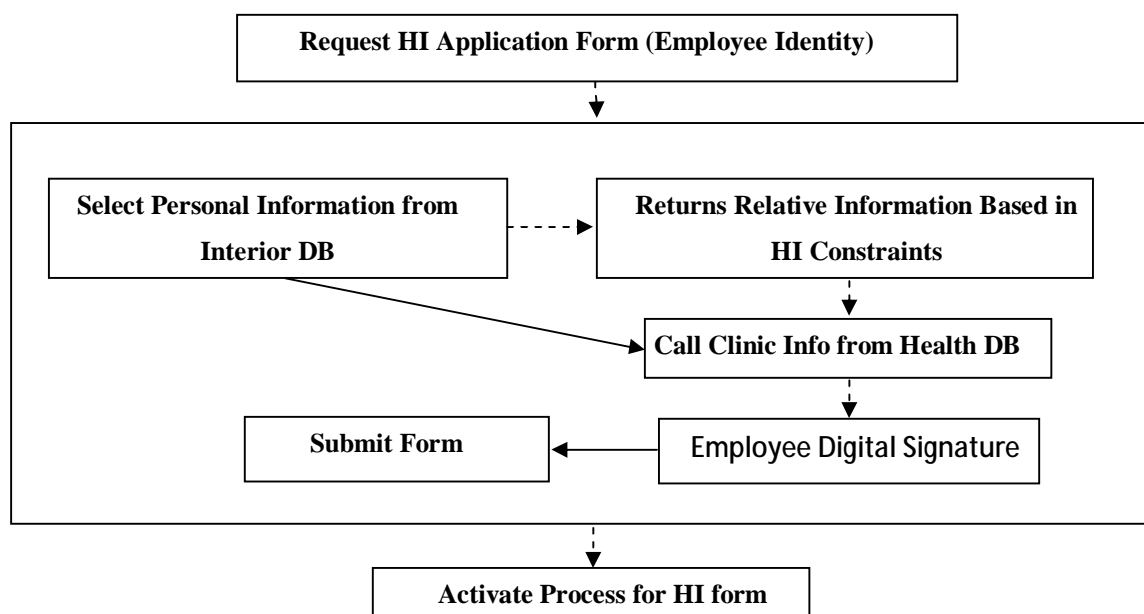 Request HI Application Form (Employee Identity)
Select Personal Information from
Interior DB
Returns Relative Information Based in
HI Constraints
Call Clinic Info from Health DB
Submit Form
Employee Digital Signature
Activate Process for HI form